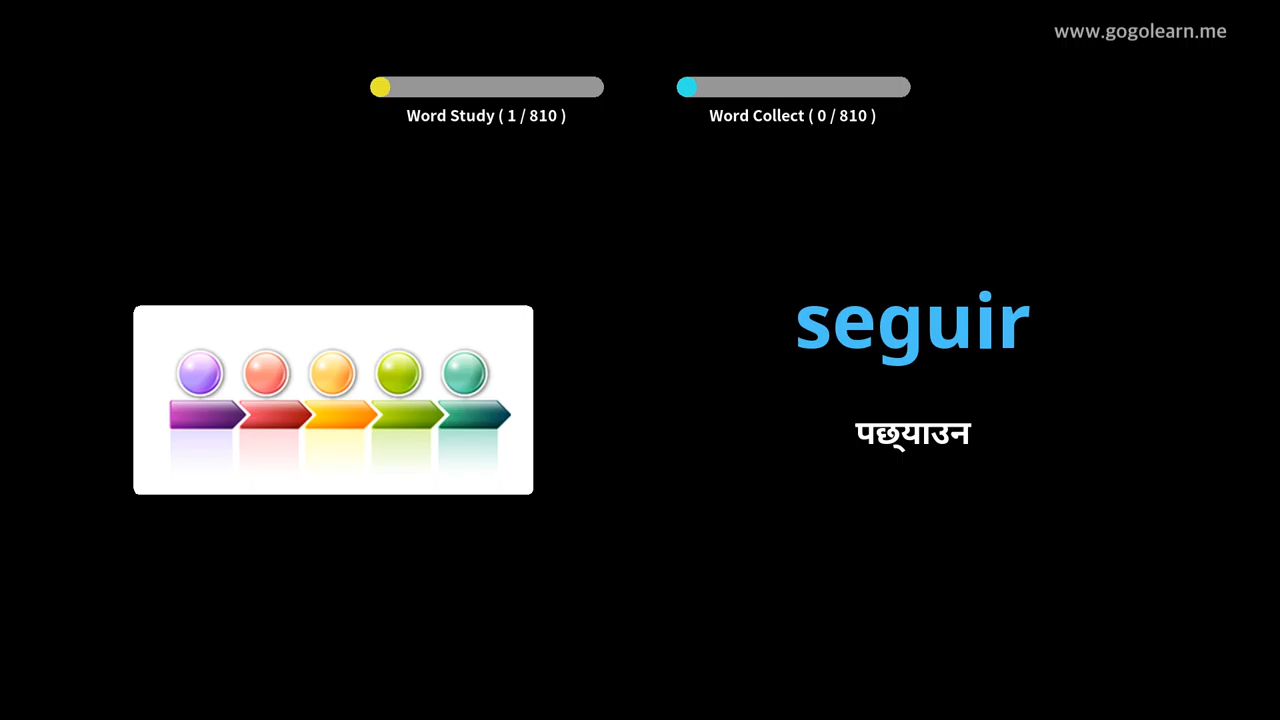 www.gogolearn.me
Word Study ( 1 / 810 )
Word Collect ( 0 / 810 )
seguir
पछ्याउन